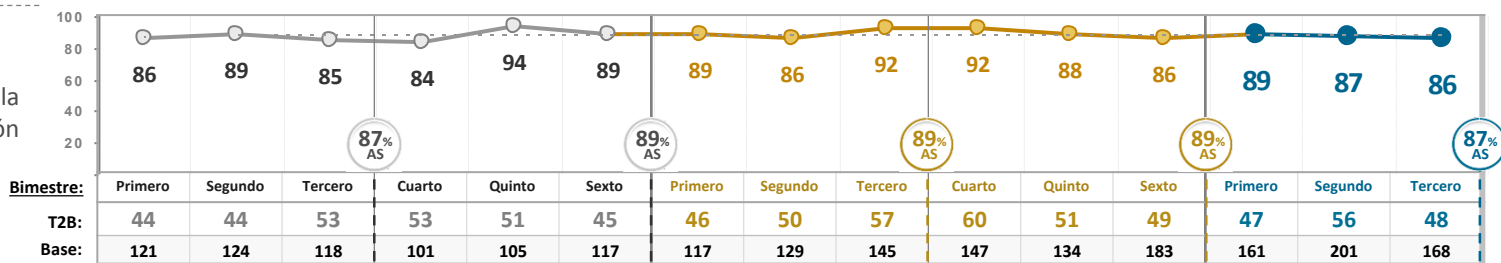 100
80
60
40
20
la
ón
86 89 85 84 94 89 89 86 92 92 88 86 89 87 86
87% AS 89% AS 89% AS 89% AS 87% AS
Bimestre: Primero Segundo Tercero Cuarto Quinto Sexto Primero Segundo Tercero Cuarto Quinto Sexto Primero Segundo Tercero
T2B: 44 44 53 53 51 45 46 50 57 60 51 49 47 56 48
Base: 121 124 118 101 105 117 117 129 145 147 134 183 161 201 168